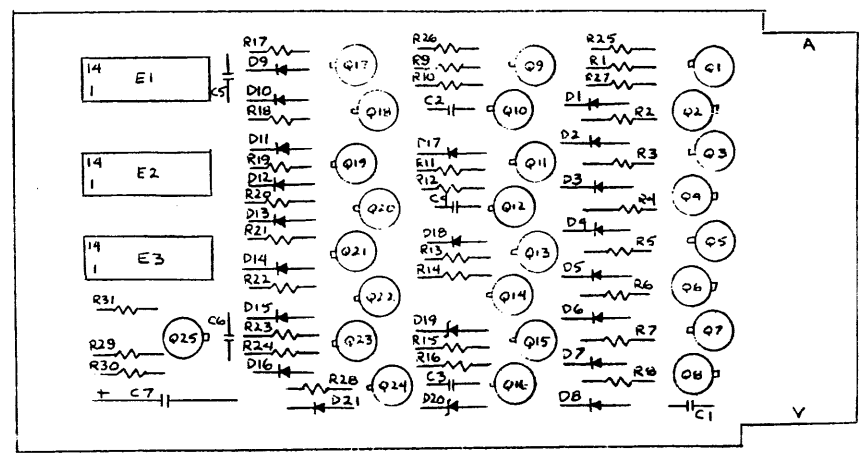 R17 R26 R25 A
14 E1 D9 Q17 R9 Q9 R1 Q1
1 C5 R10 R27
D10 Q18 C2 Q10 D1 R2 Q2
R18
D11 D17 D2 Q3
14 E2 R19 Q19 R11 Q11 R3
1 D12 R12 D3 Q4
R20 Q20 C4 Q12 R4
D13 D4
R21 D18 Q5
14 E3 Q21 R13 Q13 R5
1 D14 R14 D5
R22 Q22 Q14 R6 Q6
R31 D15 D6
Q25 C6 R23 Q23 D19 R7 Q7
R29 R24 R15 Q15
R30 D16 R16 D7 Q8
+ C7 R28 Q24 C3 Q16 R8
D21 D20 D8 C1 V